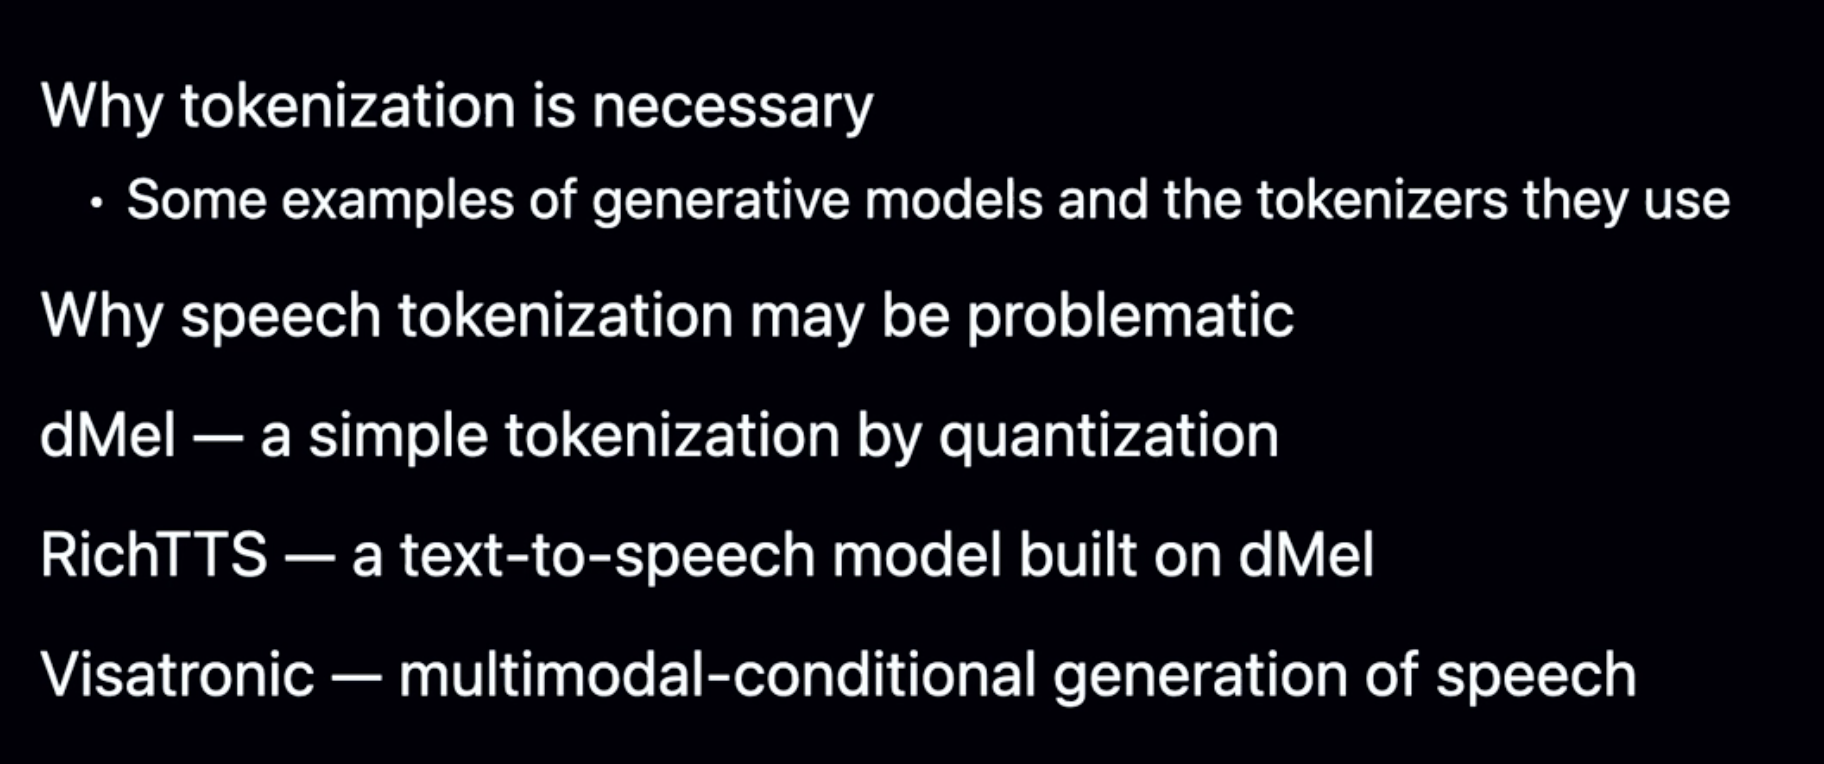 Why tokenization is necessary
• Some examples of generative models and the tokenizers they use
Why speech tokenization may be problematic
dMel — a simple tokenization by quantization
RichTTS — a text-to-speech model built on dMel
Visatronic — multimodal-conditional generation of speech